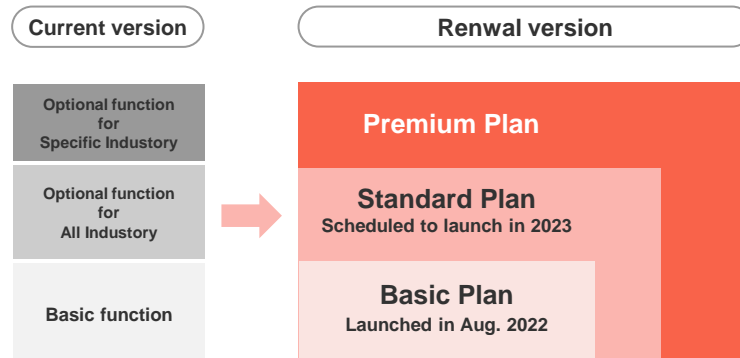 Current version
Renwal version
Optional function
for
Specific Industory
Optional function
for
All Industory
Basic function
Premium Plan
Standard Plan
Scheduled to launch in 2023
Basic Plan
Launched in Aug. 2022